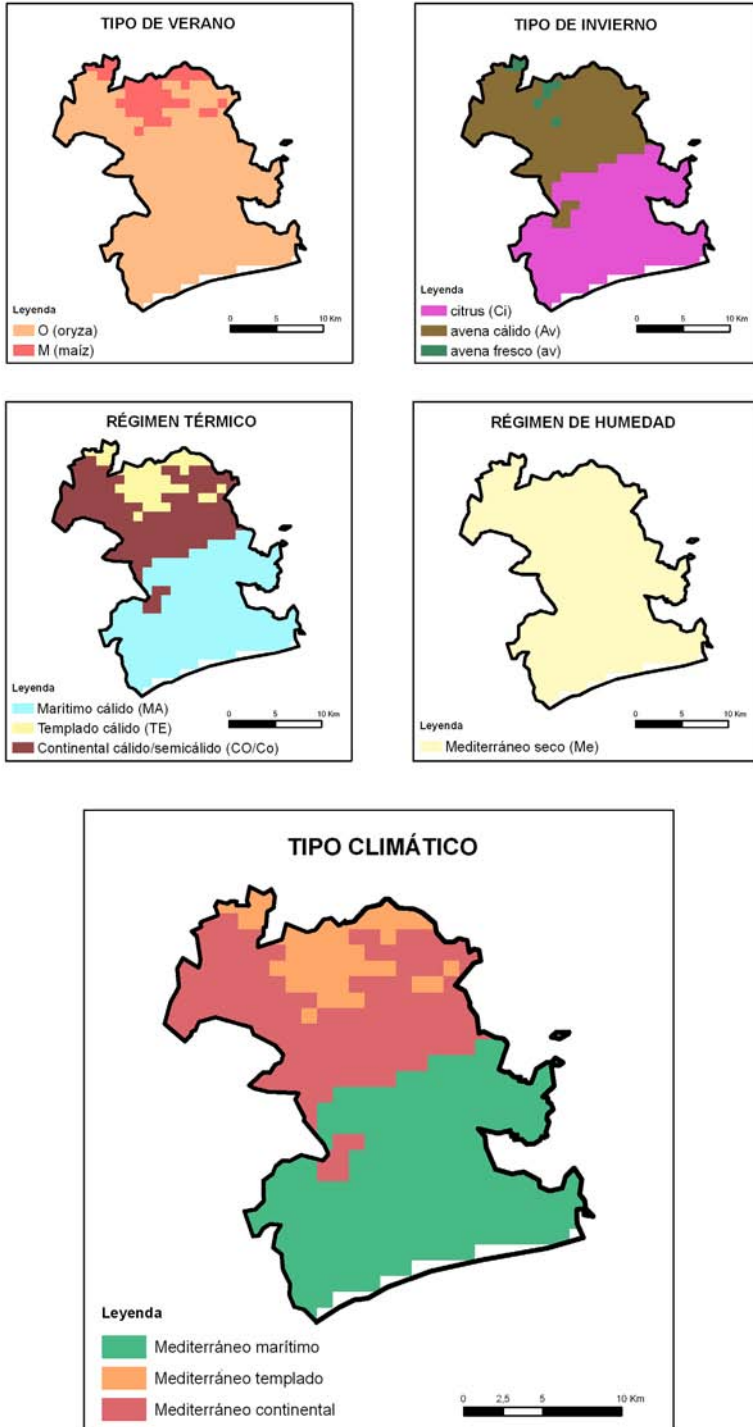 TIPO DE VERANO
Leyenda
O (oryza)
M (maíz)
0 5 10 Km
TIPO DE INVIERNO
Leyenda
citrus (Ci)
avena cálido (Av)
avena fresco (av)
0 5 10 Km
RÉGIMEN TÉRMICO
Leyenda
Marítimo cálido (MA)
Templado cálido (TE)
Continental cálido/semicálido (CO/Co)
0 5 10 Km
RÉGIMEN DE HUMEDAD
Leyenda
Mediterráneo seco (Me)
0 5 10 Km
TIPO CLIMÁTICO
Leyenda
Mediterráneo marítimo
Mediterráneo templado
Mediterráneo continental
0 2,5 5 10 Km